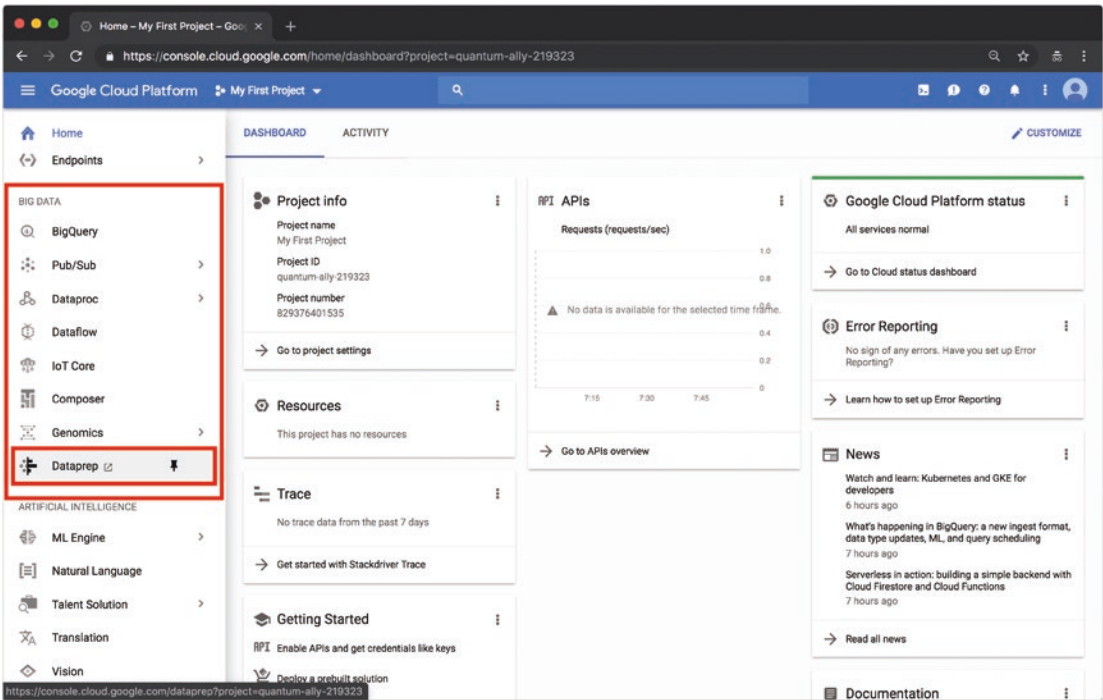 Home – My First Project – Goo
https://console.cloud.google.com/home/dashboard?project=quantum-ally-219323
Google Cloud Platform
My First Project
Home
Endpoints
BIG DATA
BigQuery
Pub/Sub
Dataproc
Dataflow
IoT Core
Composer
Genomics
Dataprep
ARTIFICIAL INTELLIGENCE
ML Engine
Natural Language
Talent Solution
Translation
Vision
https://console.cloud.google.com/dataprep?project=quantum-ally-219323
DASHBOARD
ACTIVITY
CUSTOMIZE
Project info
Project name
My First Project
Project ID
quantum-ally-219323
Project number
829376401535
Go to project settings
Resources
This project has no resources
Trace
No trace data from the past 7 days
Get started with Stackdriver Trace
Getting Started
API Enable APIs and get credentials like keys
Deploy a prebuilt solution
API APIs
Requests (requests/sec)
1.0
0.8
No data is available for the selected time frame.
0.6
0.4
0.2
0
7:15 7:30 7:45
Go to APIs overview
Google Cloud Platform status
All services normal
Go to Cloud status dashboard
Error Reporting
No sign of any errors. Have you set up Error
Reporting?
Learn how to set up Error Reporting
News
Watch and learn: Kubernetes and GKE for
developers
6 hours ago
What's happening in BigQuery: a new ingest format,
data type updates, ML, and query scheduling
7 hours ago
Serverless in action: building a simple backend with
Cloud Firestore and Cloud Functions
7 hours ago
Read all news
Documentation